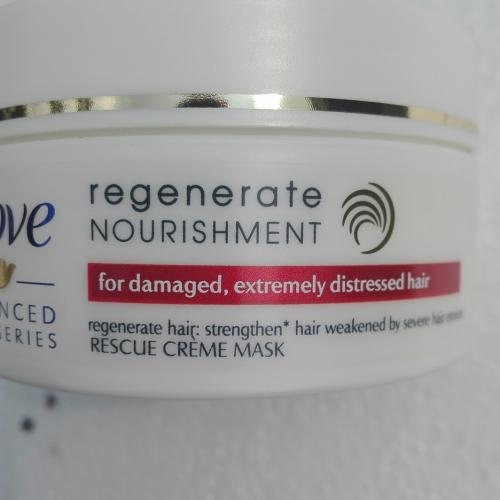 regenerate
NOURISHMENT
for damaged, extremely distressed hair
regenerate hair: strengthen* hair weakened by severe hair
RESCUE CRÈME MASK
ove
NCED
SERIES